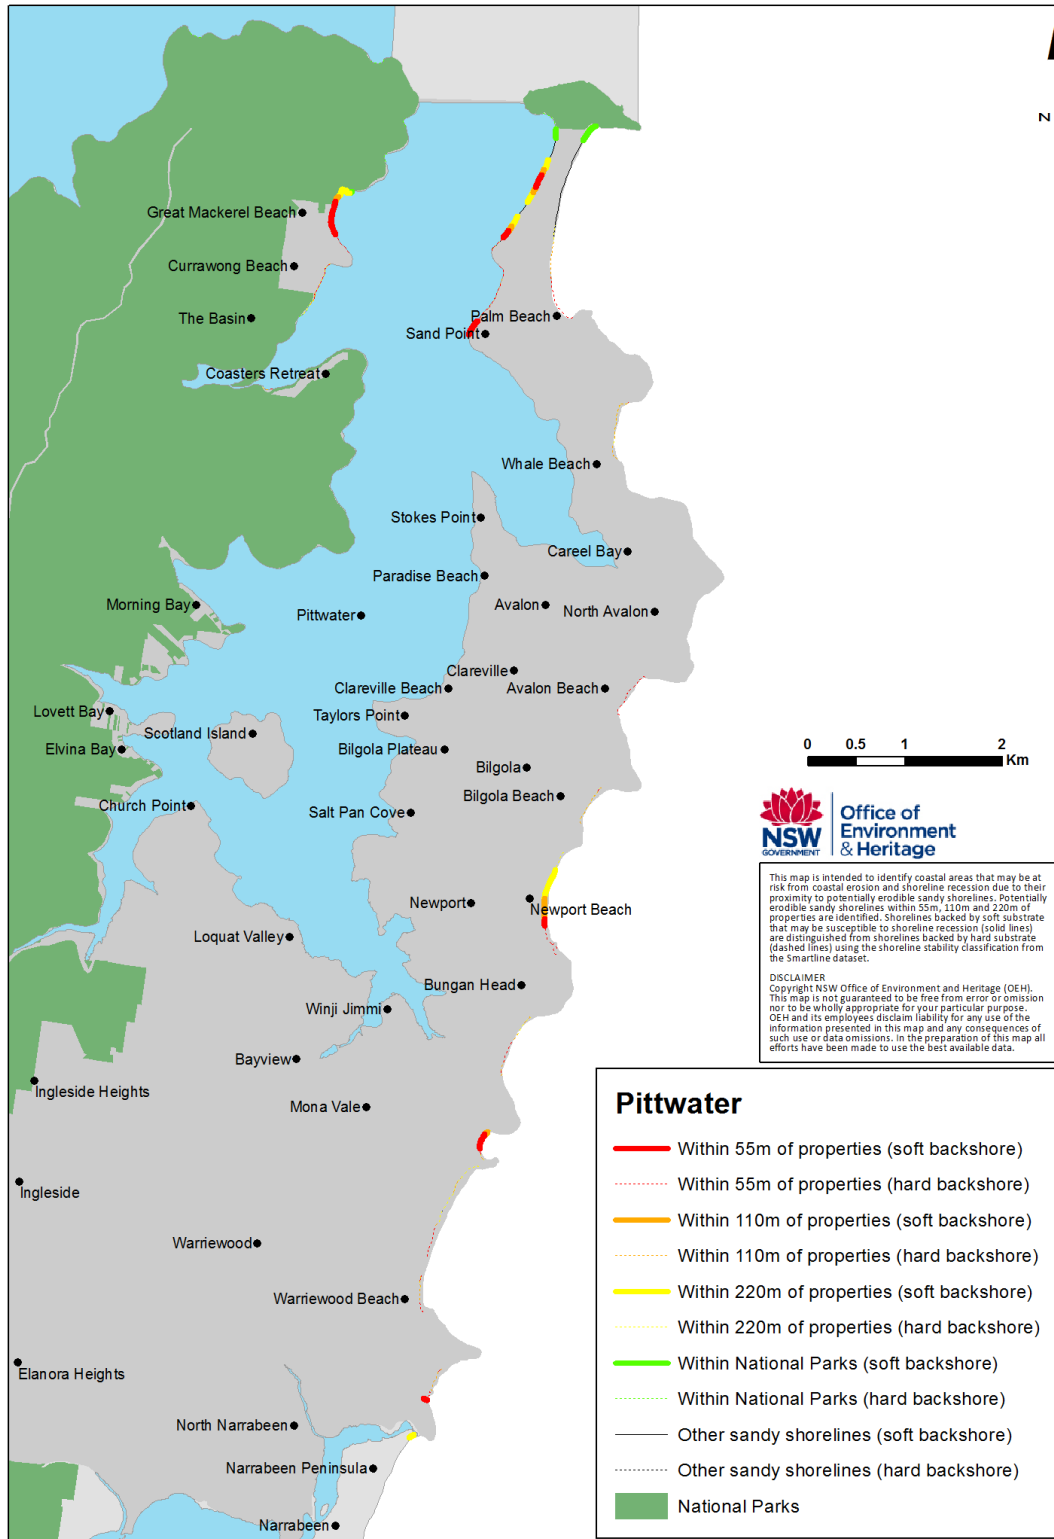 N
Great Mackerel Beach
Currawong Beach
The Basin
Palm Beach
Sand Point
Coasters Retreat
Whale Beach
Stokes Point
Careel Bay
Paradise Beach
Morning Bay
Pittwater
Avalon
North Avalon
Clareville
Clareville Beach
Avalon Beach
Lovett Bay
Taylors Point
Scotland Island
Elvina Bay
Bilgola Plateau
Bilgola
Bilgola Beach
Church Point
Salt Pan Cove
Newport
Newport Beach
Loquat Valley
Bungan Head
Winji Jimmi
Bayview
Ingleside Heights
Mona Vale
Ingleside
Warriewood
Warriewood Beach
Elanora Heights
North Narrabeen
Narrabeen Peninsula
Narrabeen
0 0.5 1 2
Km
NSW
GOVERNMENT
Office of
Environment
& Heritage
This map is intended to identify coastal areas that may be at
risk from coastal erosion and shoreline recession due to their
proximity to potentially erodible sandy shorelines. Potentially
erodible sandy shorelines within 55m, 110m and 220m of
properties are identified. Shorelines backed by soft substrate
that may be susceptible to shoreline recession (solid lines)
are distinguished from shorelines backed by hard substrate
(dashed lines) using the shoreline stability classification from
the Smartline dataset.
DISCLAIMER
Copyright NSW Office of Environment and Heritage (OEH).
This map is not guaranteed to be free from error or omission
nor to be wholly appropriate for your particular purpose.
OEH and its employees disclaim liability for any use of the
information presented in this map and any consequences of
such use or data omissions. In the preparation of this map all
efforts have been made to use the best available data.
Pittwater
Within 55m of properties (soft backshore)
Within 55m of properties (hard backshore)
Within 110m of properties (soft backshore)
Within 110m of properties (hard backshore)
Within 220m of properties (soft backshore)
Within 220m of properties (hard backshore)
Within National Parks (soft backshore)
Within National Parks (hard backshore)
Other sandy shorelines (soft backshore)
Other sandy shorelines (hard backshore)
National Parks